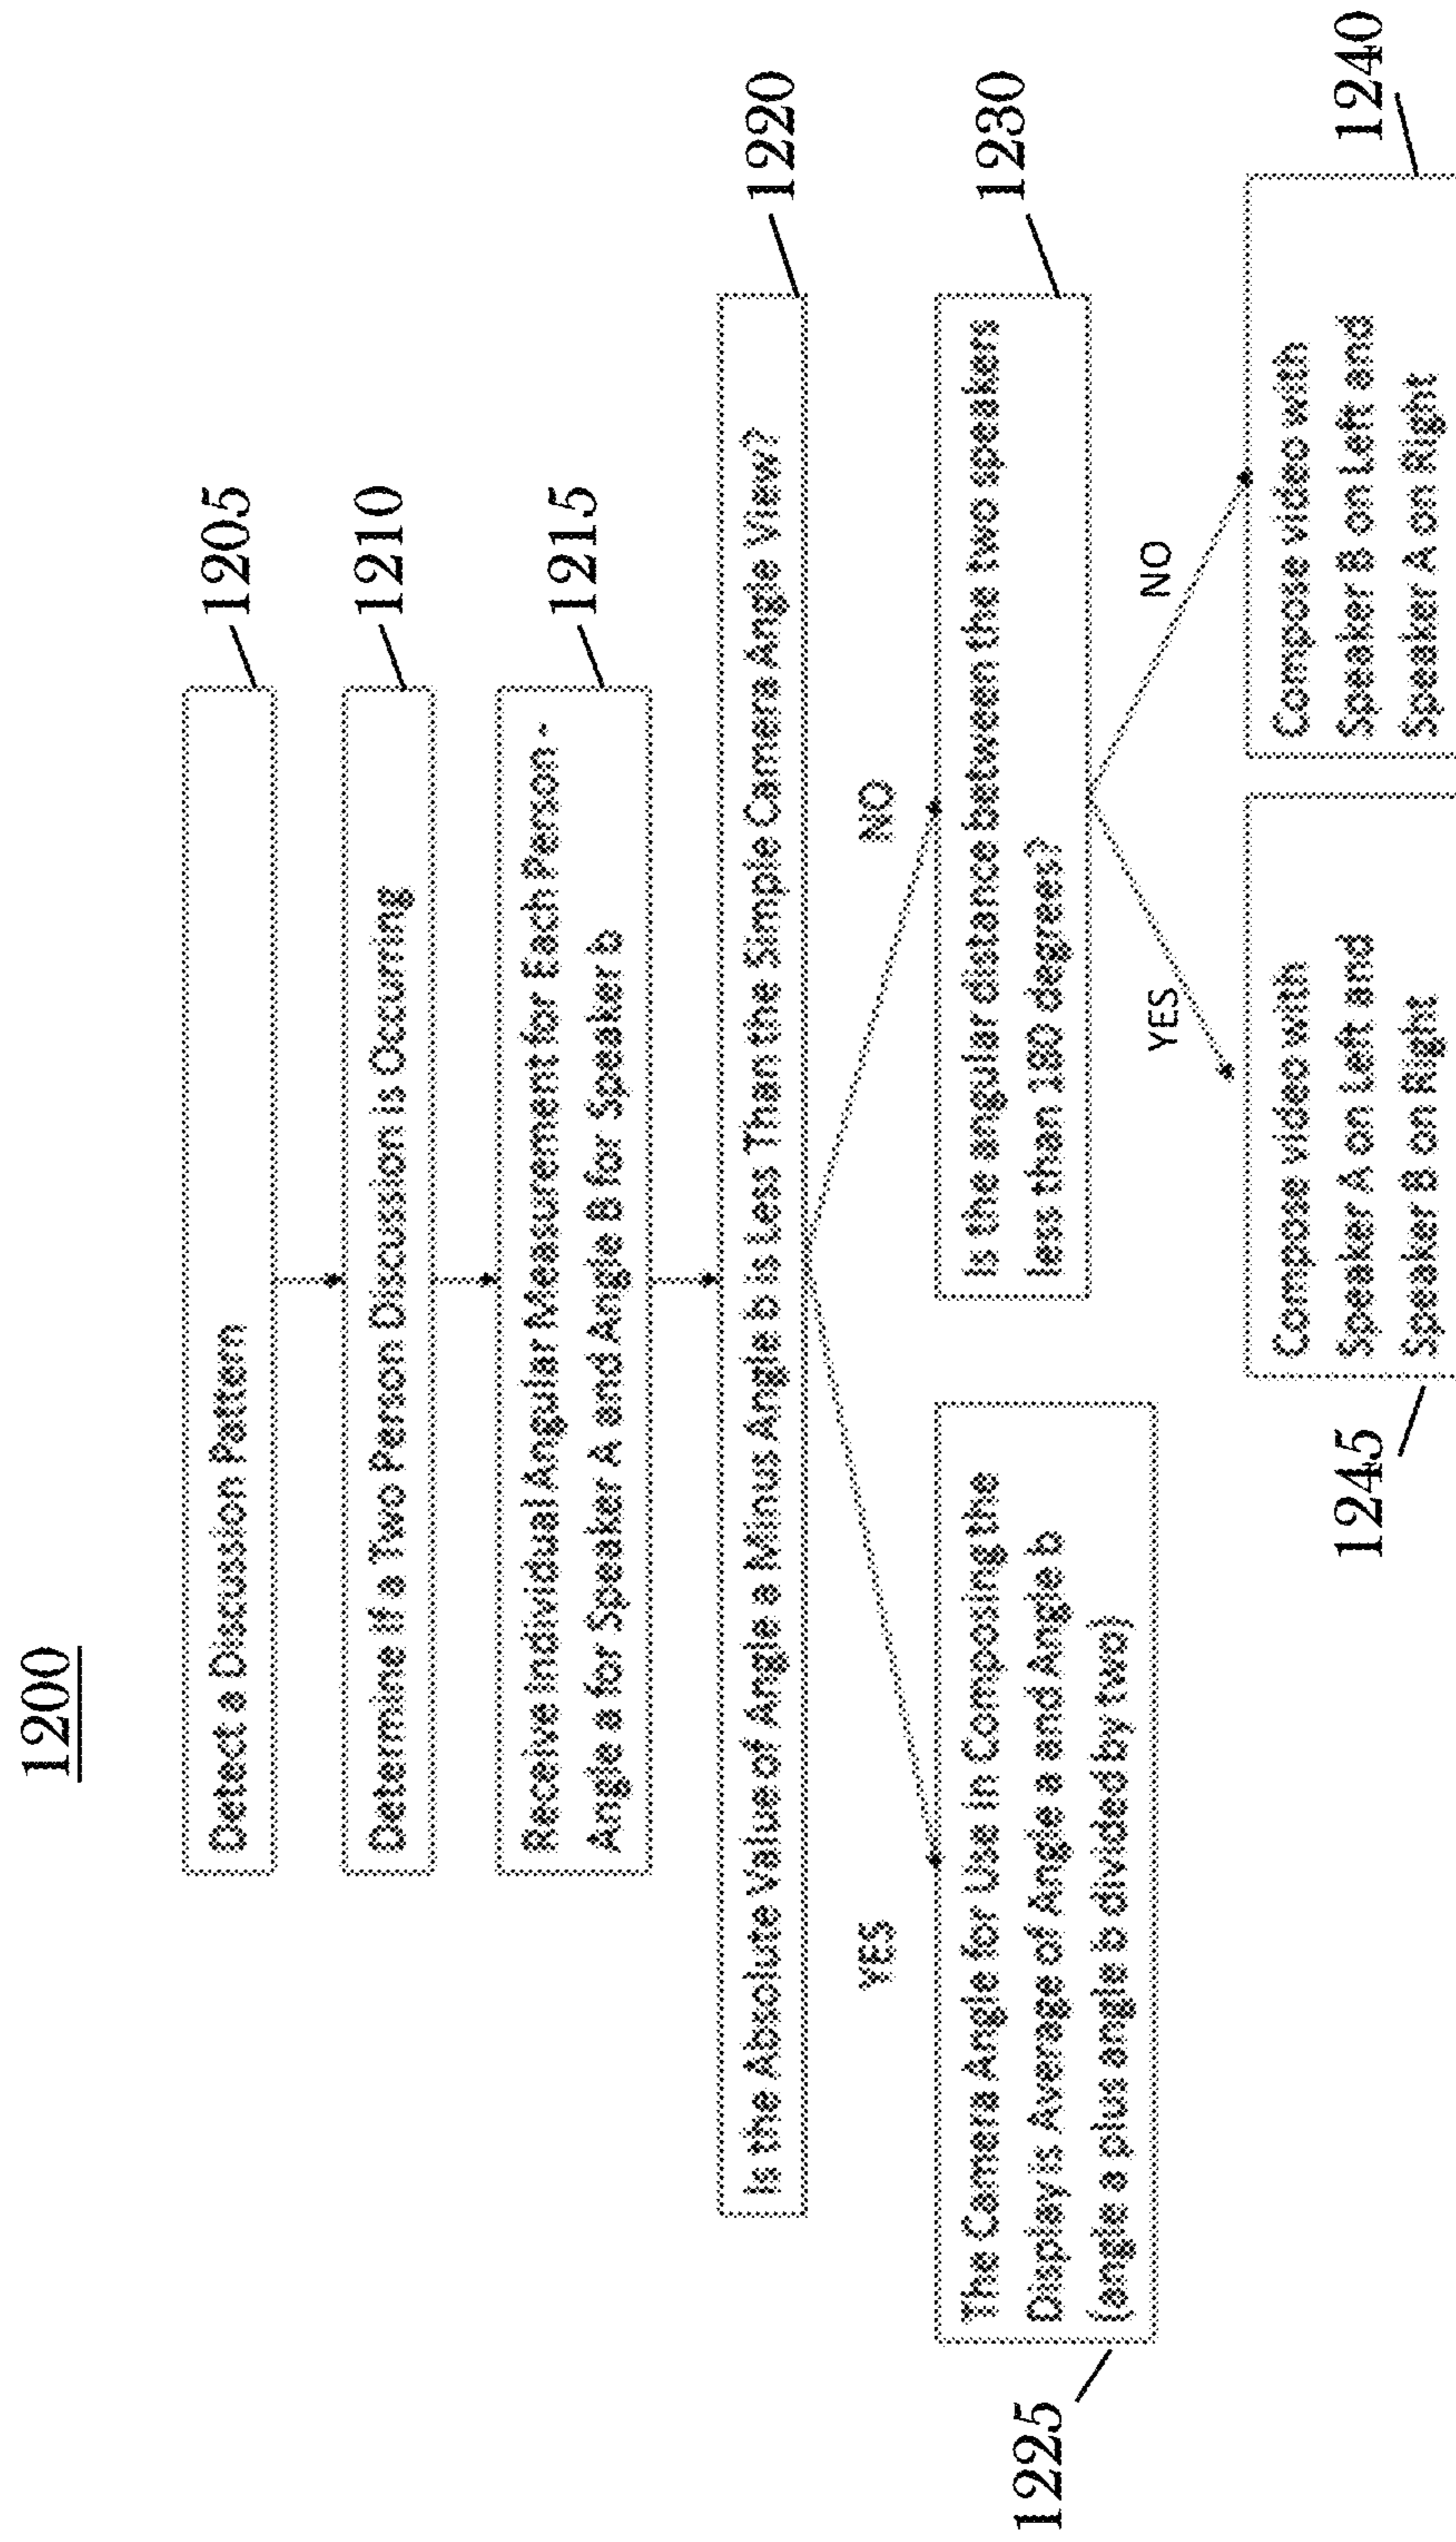 1200
Detect a Discussion Pattern
1205
Determine If a Two Person Discussion is Occurring
1210
Receive Individual Angular Measurement for Each Person -
Angle a for Speaker A and Angle B for Speaker b
1215
Is the Absolute Value of Angle a Minus Angle b is Less Than the Simple Camera Angle View?
1220
YES
NO
The Camera Angle for Use in Composing the
Display is Average of Angle a and Angle b
(angle a plus angle b divided by two)
1225
Is the angular distance between the two speakers
less than 180 degrees?
1230
YES
NO
Compose video with
Speaker A on Left and
Speaker B on Right
1245
Compose video with
Speaker B on Left and
Speaker A on Right
1240